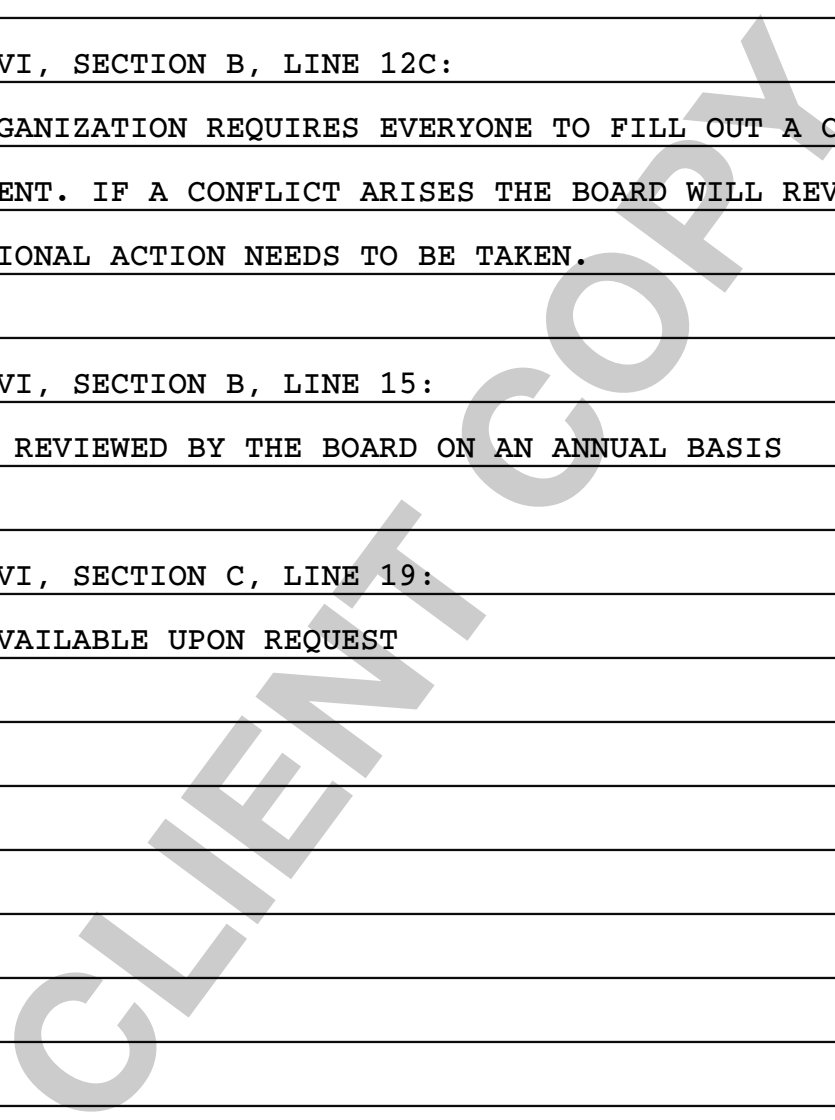 VI, SECTION B, LINE 12C:
GANIZATION REQUIRES EVERYONE TO FILL OUT A
ENT. IF A CONFLICT ARISES THE BOARD WILL REV
IONAL ACTION NEEDS TO BE TAKEN.
VI, SECTION B, LINE 15:
REVIEWED BY THE BOARD ON AN ANNUAL BASIS
VI, SECTION C, LINE 19:
VAILABLE UPON REQUEST
CLIENT COPY